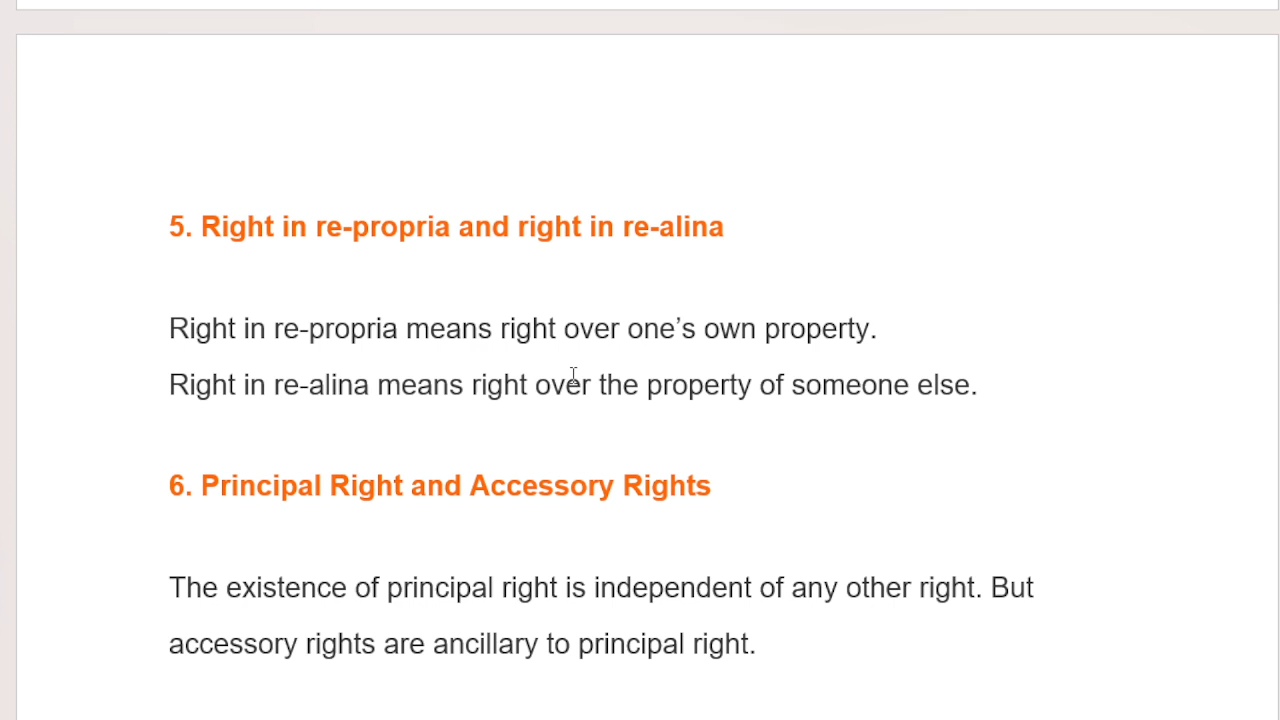 5. Right in re-propria and right in re-alina
Right in re-propria means right over one’s own property.
Right in re-alina means right over the property of someone else.
6. Principal Right and Accessory Rights
The existence of principal right is independent of any other right. But
accessory rights are ancillary to principal right.